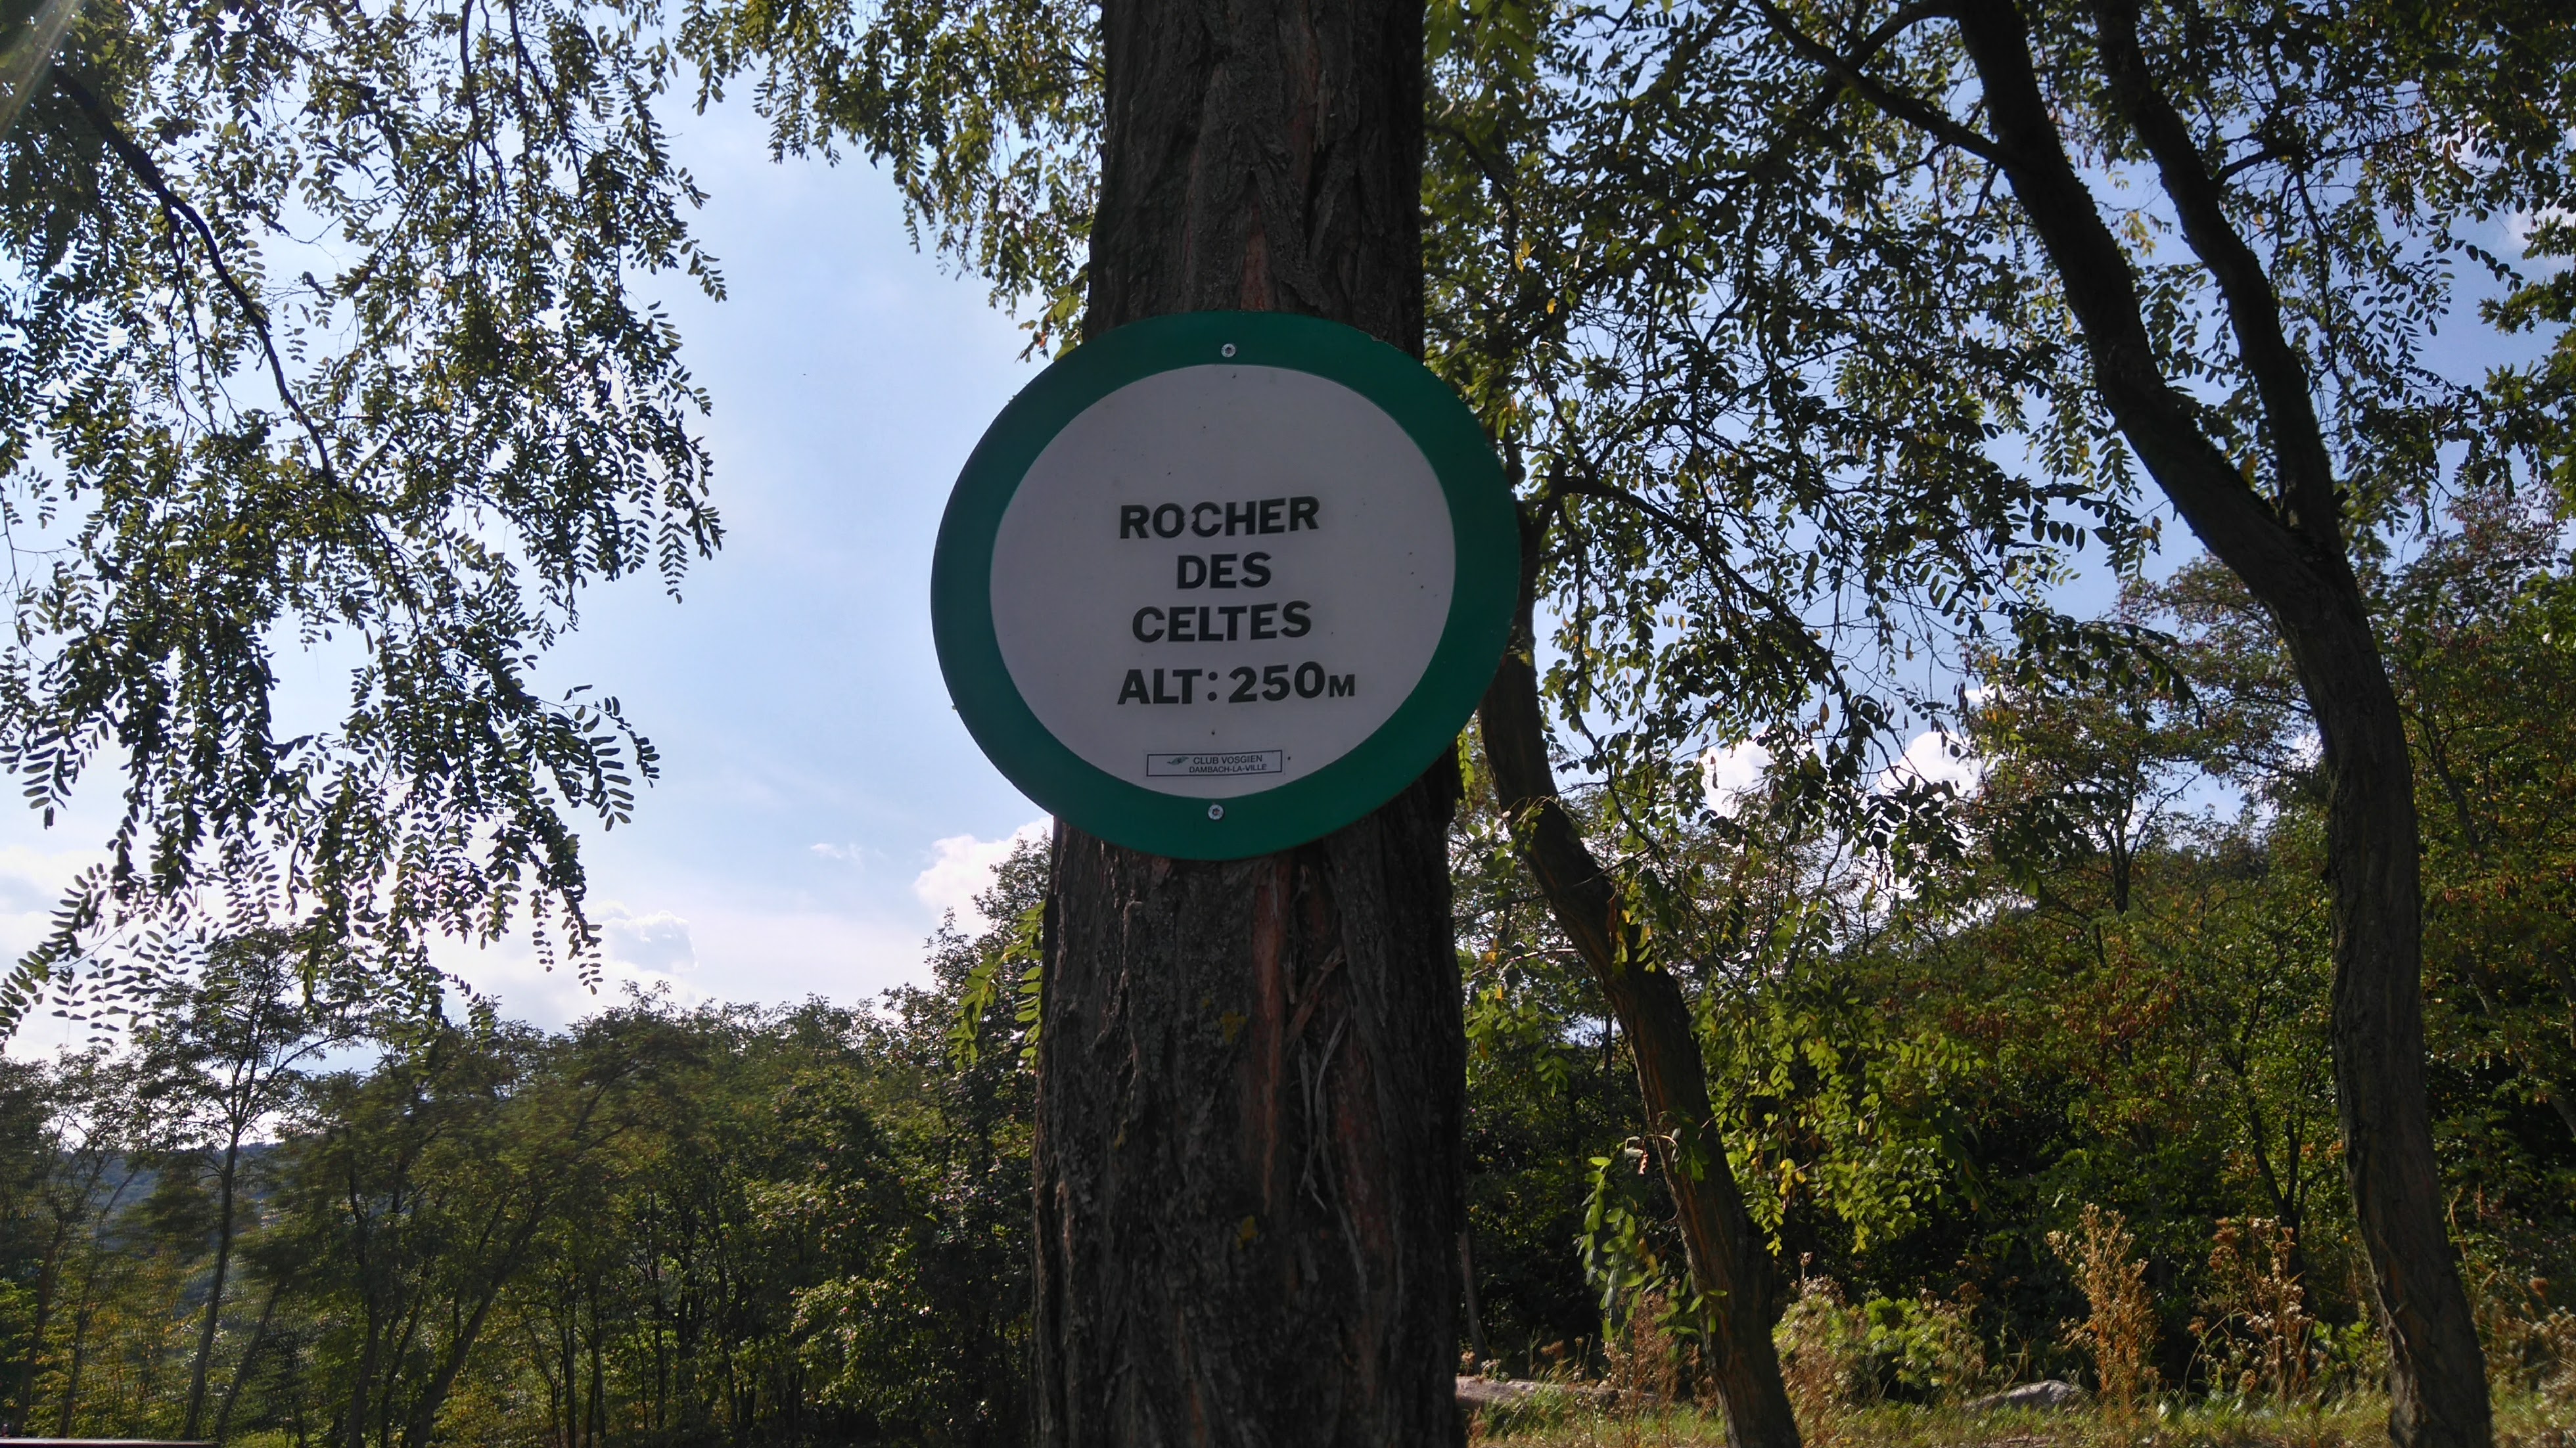 ROCHER
DES
CELTES
ALT: 250M
CLUB VOSGIEN
DAMBACH-LA-VILLE